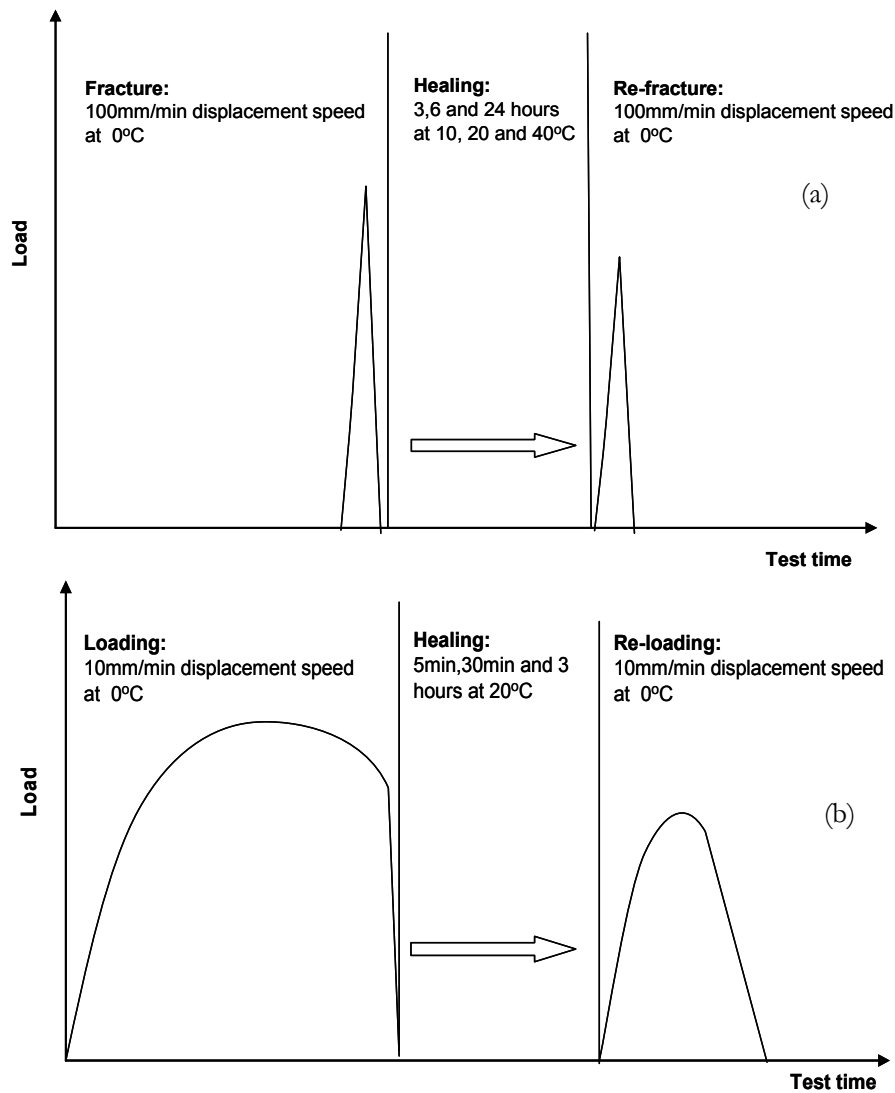 Fracture:
100mm/min displacement speed
at 0ºC
Healing:
3,6 and 24 hours
at 10, 20 and 40ºC
Re-fracture:
100mm/min displacement speed
at 0ºC
(a)
Load
Test time
Loading:
10mm/min displacement speed
at 0ºC
Healing:
5min,30min and 3
hours at 20ºC
Re-loading:
10mm/min displacement speed
at 0ºC
(b)
Load
Test time